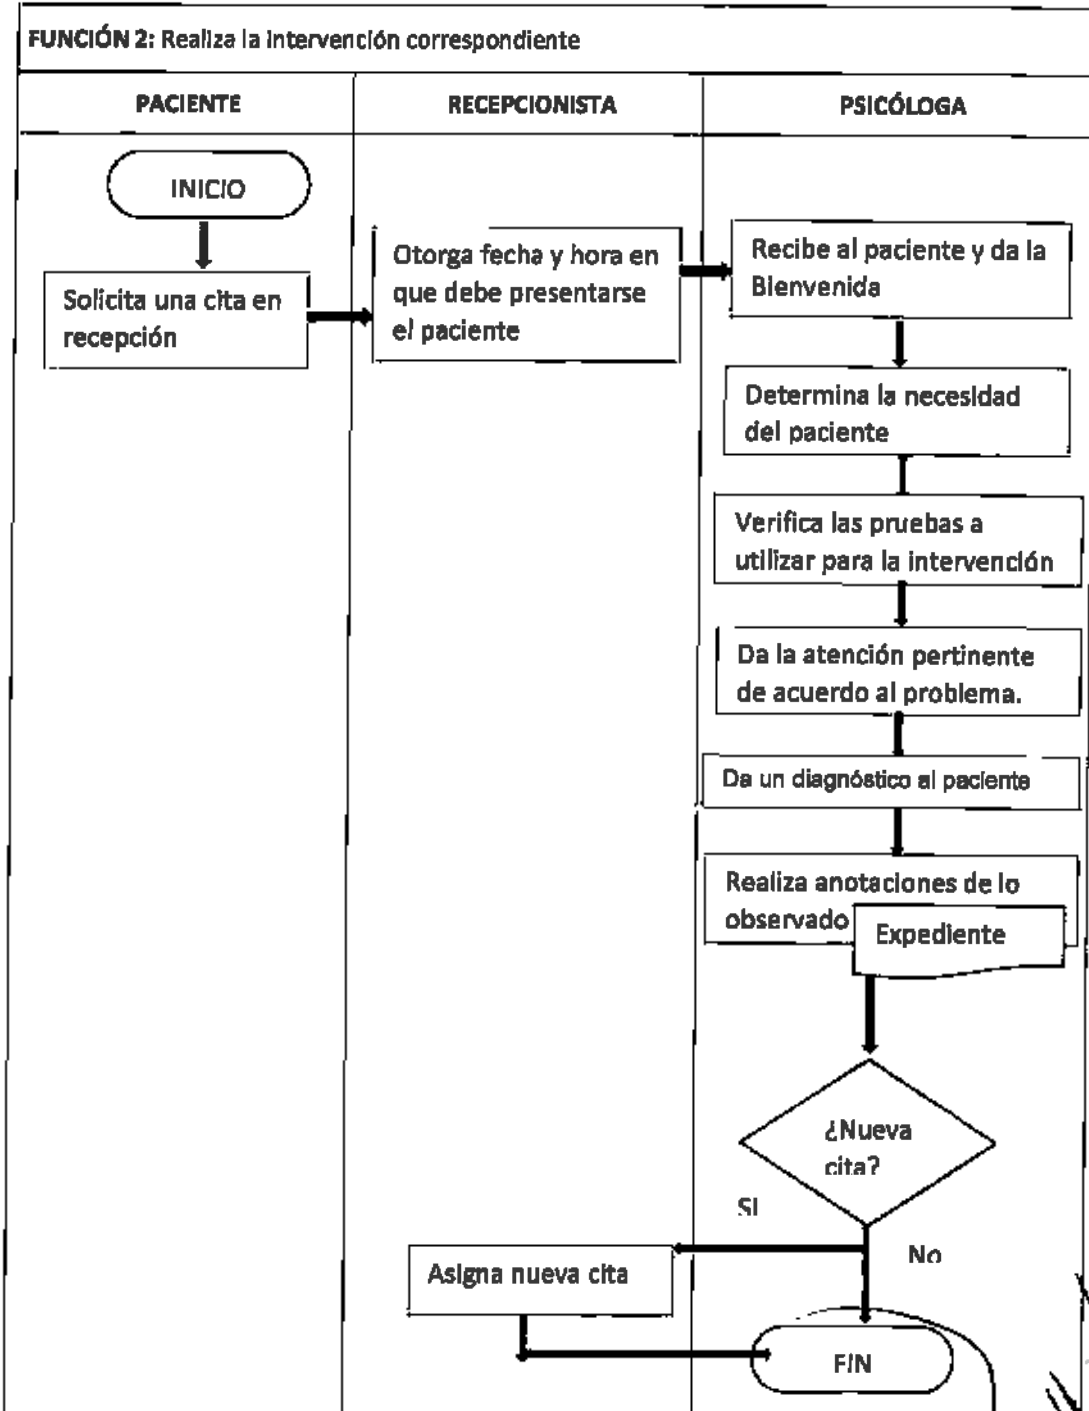 FUNCIÓN 2: Realiza la intervención correspondiente
PACIENTE
RECEPCIONISTA
PSICÓLOGA
INICIO
Solicita una cita en
recepción
Otorga fecha y hora en
que debe presentarse
el paciente
Recibe al paciente y da la
Bienvenida
Determina la necesidad
del paciente
Verifica las pruebas a
utilizar para la intervención
Da la atención pertinente
de acuerdo al problema.
Da un diagnóstico al paciente
Realiza anotaciones de lo
observado
Expediente
¿Nueva
cita?
SI
No
Asigna nueva cita
FIN